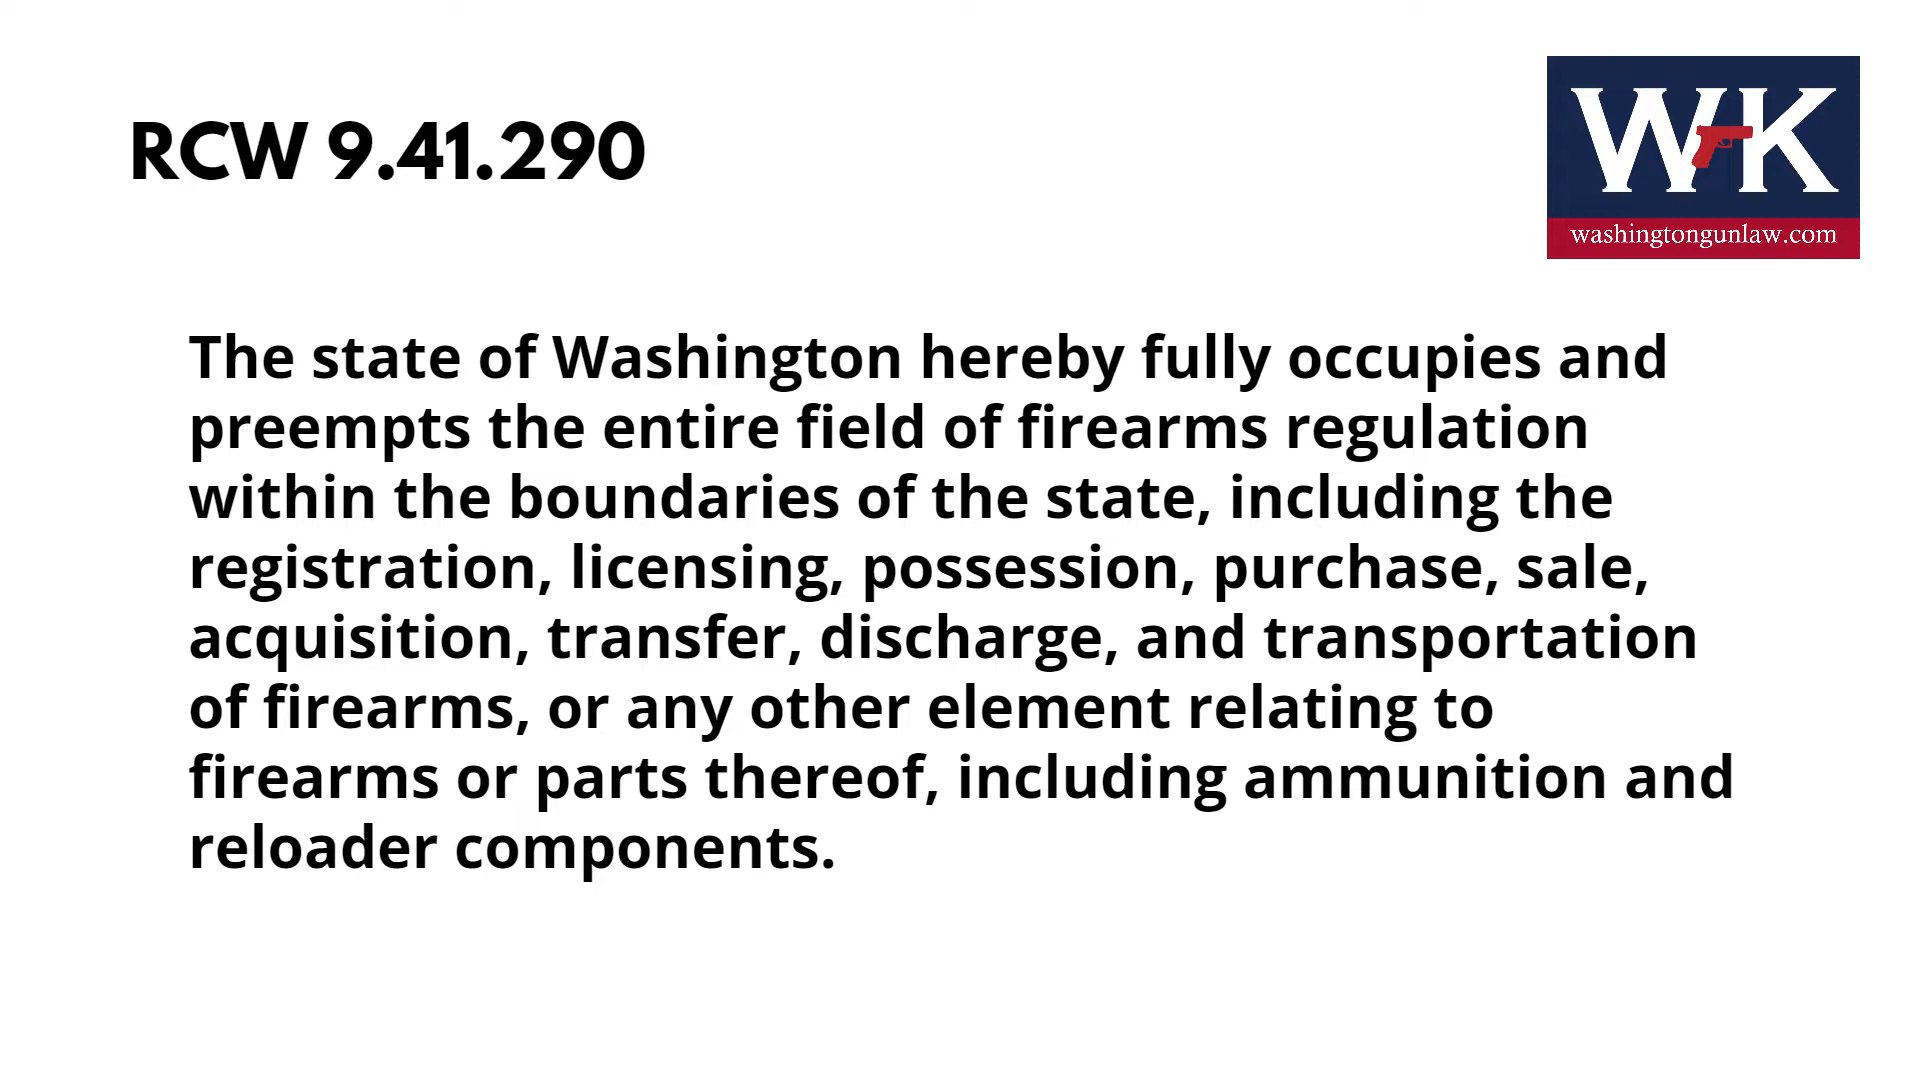 RCW 9.41.290
WK
washingtongunlaw.com
The state of Washington hereby fully occupies and
preempts the entire field of firearms regulation
within the boundaries of the state, including the
registration, licensing, possession, purchase, sale,
acquisition, transfer, discharge, and transportation
of firearms, or any other element relating to
firearms or parts thereof, including ammunition and
reloader components.